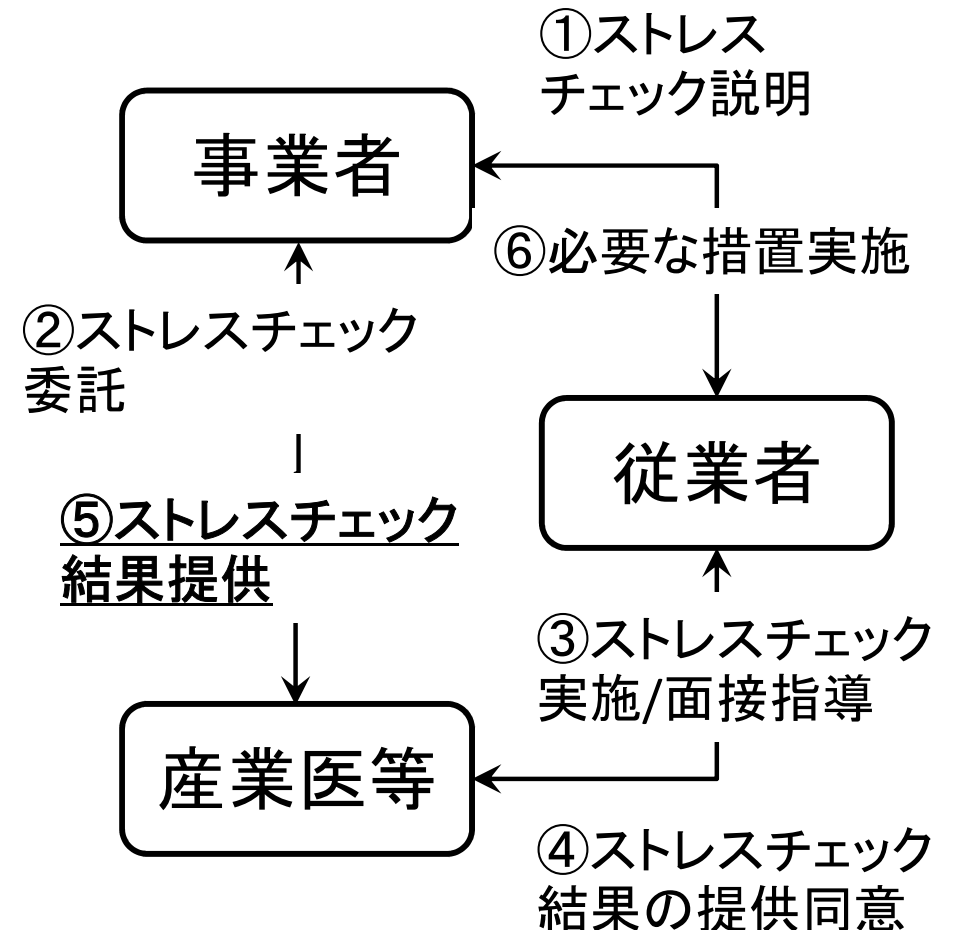 ①ストレス
チェック説明
事業者
⑥必要な措置実施
②ストレスチェック
委託
従業者
⑤ストレスチェック
結果提供
③ストレスチェック
実施/面接指導
産業医等
④ストレスチェック
結果の提供同意